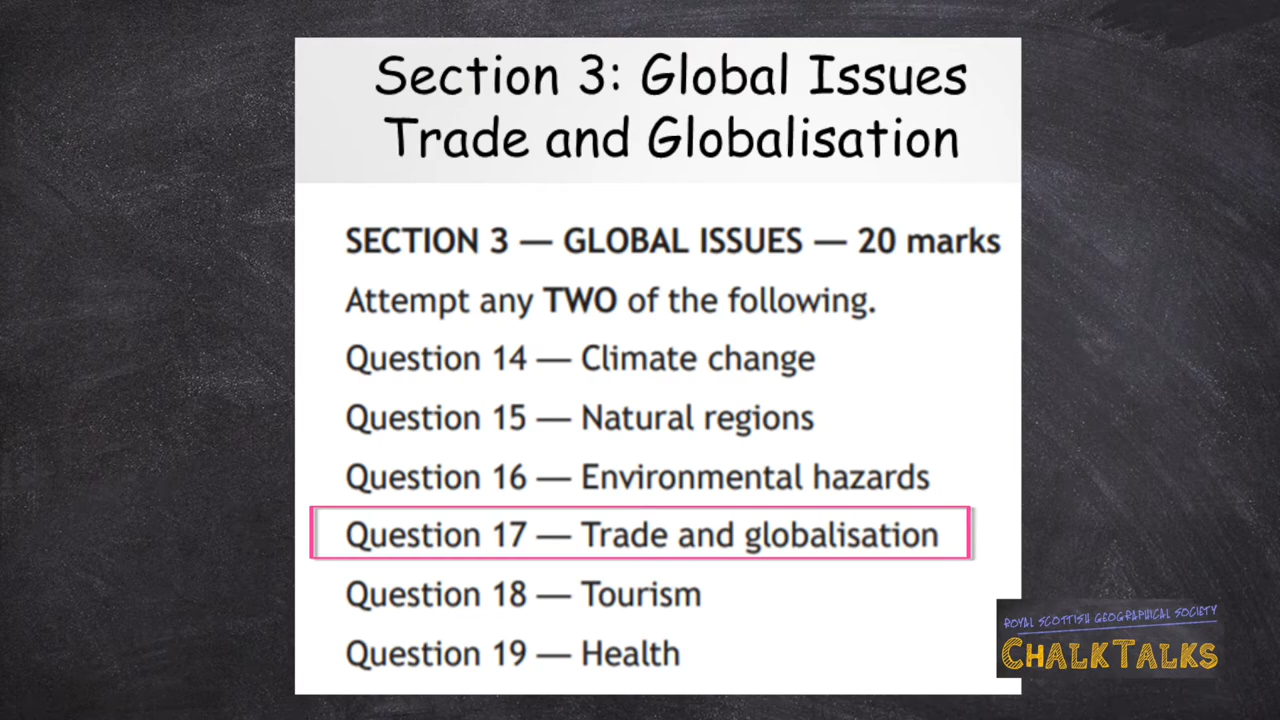 Section 3: Global Issues
Trade and Globalisation
SECTION 3 — GLOBAL ISSUES — 20 marks
Attempt any TWO of the following.
Question 14 — Climate change
Question 15 — Natural regions
Question 16 — Environmental hazards
Question 17 — Trade and globalisation
Question 18 — Tourism
Question 19 — Health
ROYAL SCOTTISH GEOGRAPHICAL SOCIETY
CHALKTALKS